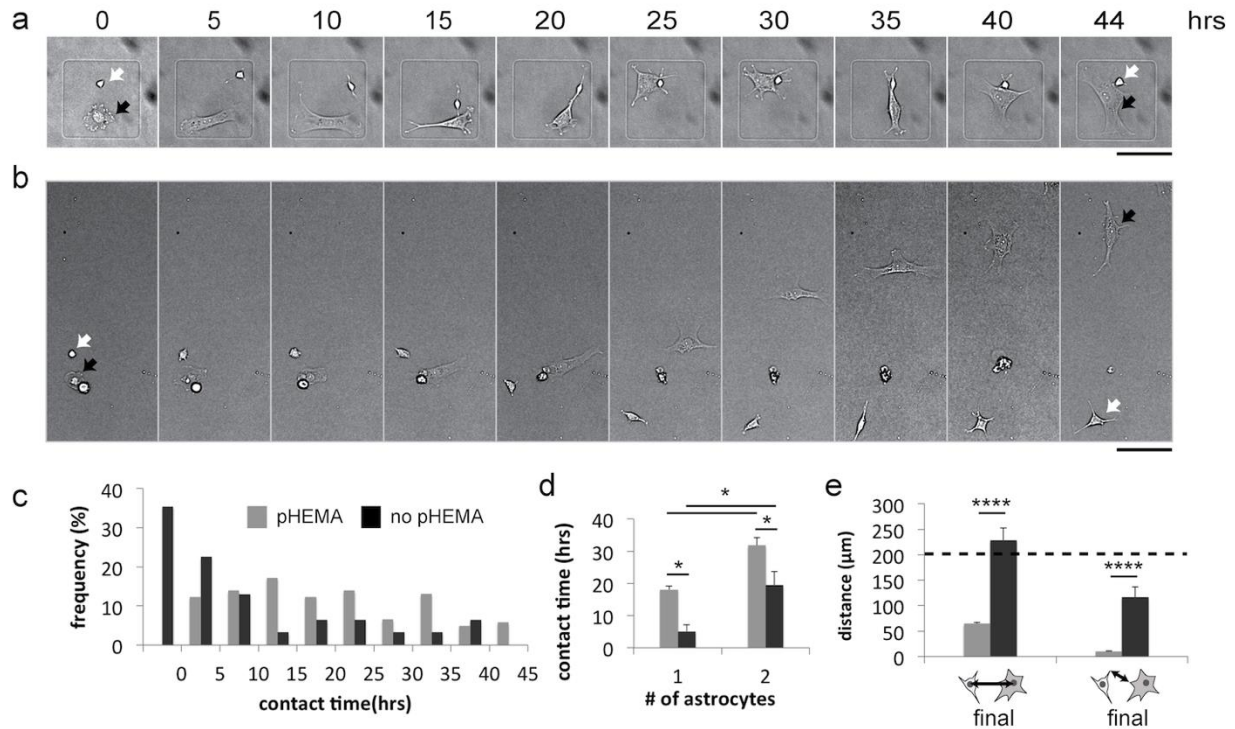 a 0 5 10 15 20 25 30 35 40 44 hrs
b
c
frequency (%)
40
30
20
10
0
pHEMA no pHEMA
0 5 10 15 20 25 30 35 40 45
contact time(hrs)
d
contact time (hrs)
40
30
20
10
0
*
*
*
1 2
# of astrocytes
e
distance (µm)
300
250
200
150
100
50
0
****
****
final final